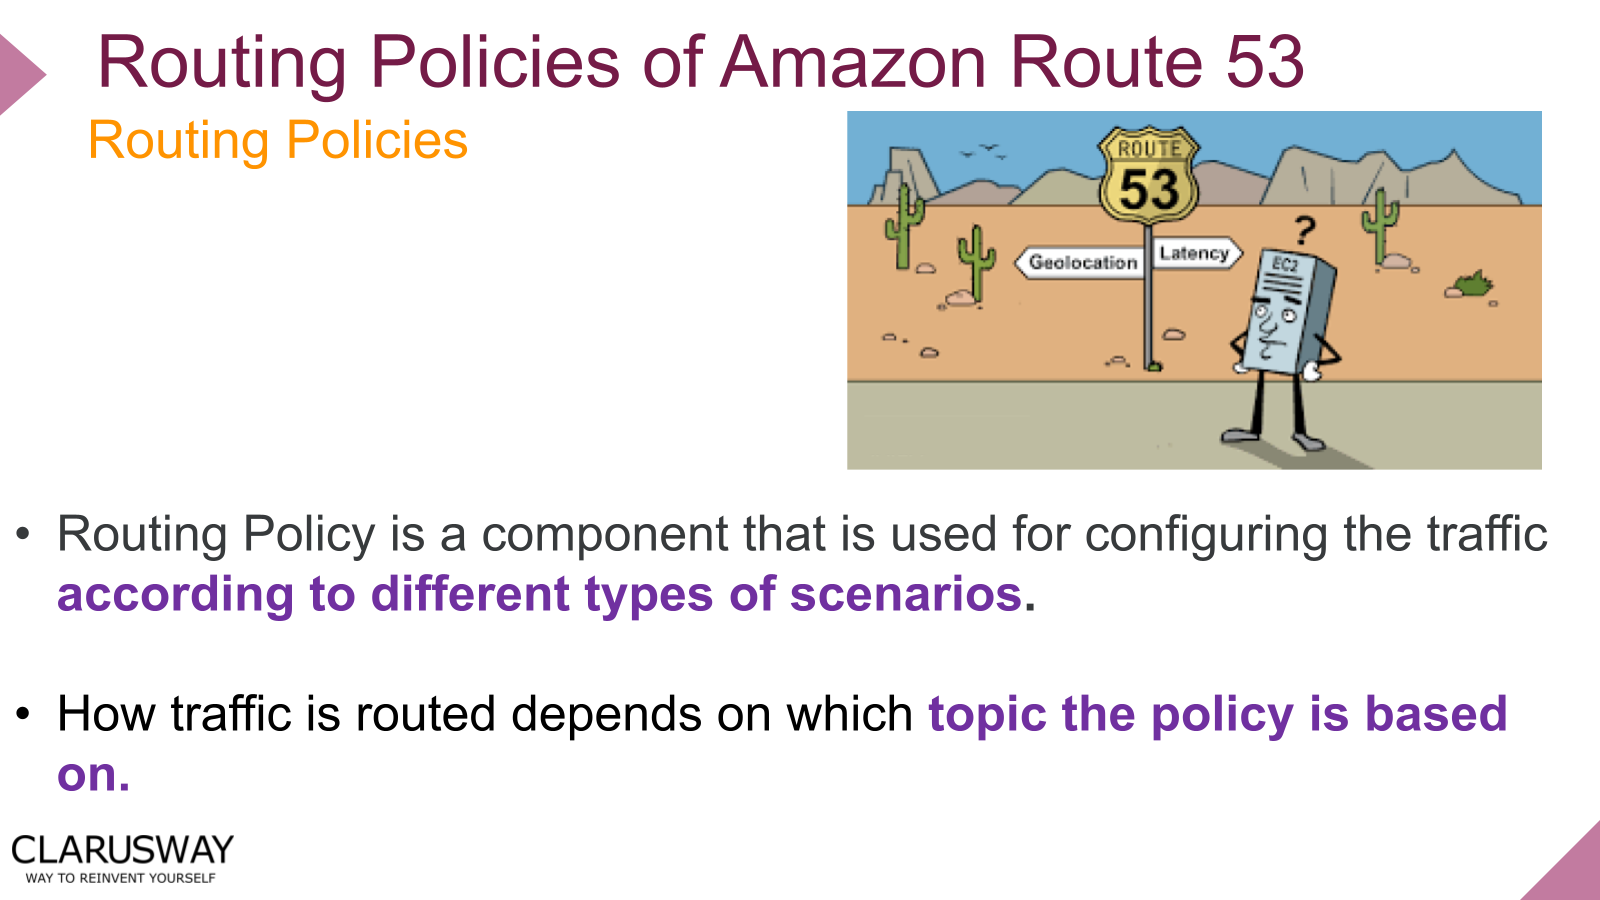 Routing Policies of Amazon Route 53
Routing Policies
ROUTE
53
Geolocation
Latency
?
EC2
• Routing Policy is a component that is used for configuring the traffic
according to different types of scenarios.
• How traffic is routed depends on which topic the policy is based
on.
CLARUSWAY
WAY TO REINVENT YOURSELF